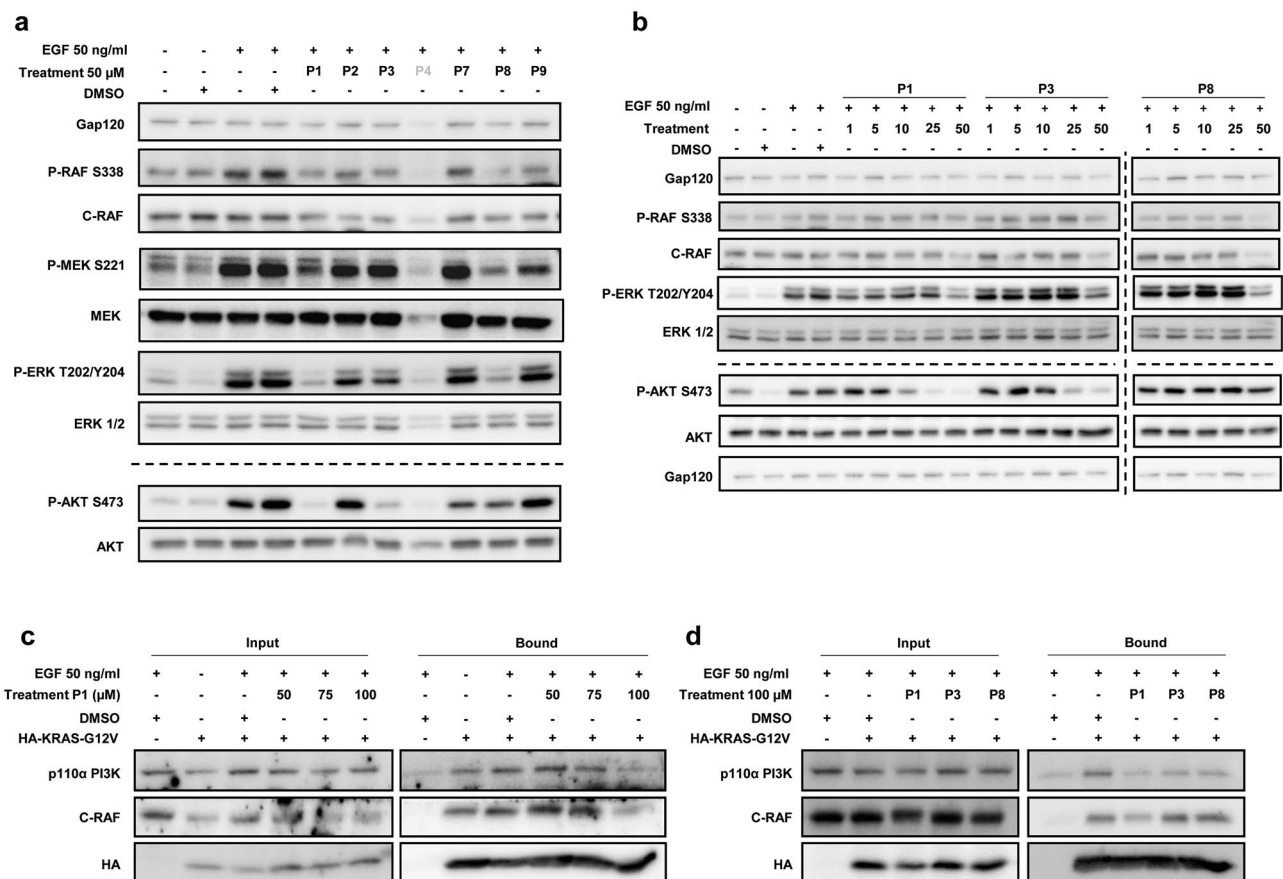 a
EGF 50 ng/ml - - + + + + + + + + +
Treatment 50 µM - - - - P1 P2 P3 P4 P7 P8 P9
DMSO - + - + - - - - - - -
Gap120
P-RAF S338
C-RAF
P-MEK S221
MEK
P-ERK T202/Y204
ERK 1/2
P-AKT S473
AKT
b
P1 P3 P8
EGF 50 ng/ml - - + + + + + + + + + + + + + + + + +
Treatment - - - - 1 5 10 25 50 1 5 10 25 50 1 5 10 25 50
DMSO - + - + - - - - - - - - - - - - - - -
Gap120
P-RAF S338
C-RAF
P-ERK T202/Y204
ERK 1/2
P-AKT S473
AKT
Gap120
c
Input Bound
EGF 50 ng/ml + - + + + + + - + + + +
Treatment P1 (µM) - - - 50 75 100 - - - 50 75 100
DMSO + - + - - - + - + - - -
HA-KRAS-G12V - + + + + + - + + + + +
p110α PI3K
C-RAF
HA
d
Input Bound
EGF 50 ng/ml + + + + + + + + + +
Treatment 100 µM - - P1 P3 P8 - - P1 P3 P8
DMSO + + - - - + + - - -
HA-KRAS-G12V - + + + + - + + + +
p110α PI3K
C-RAF
HA